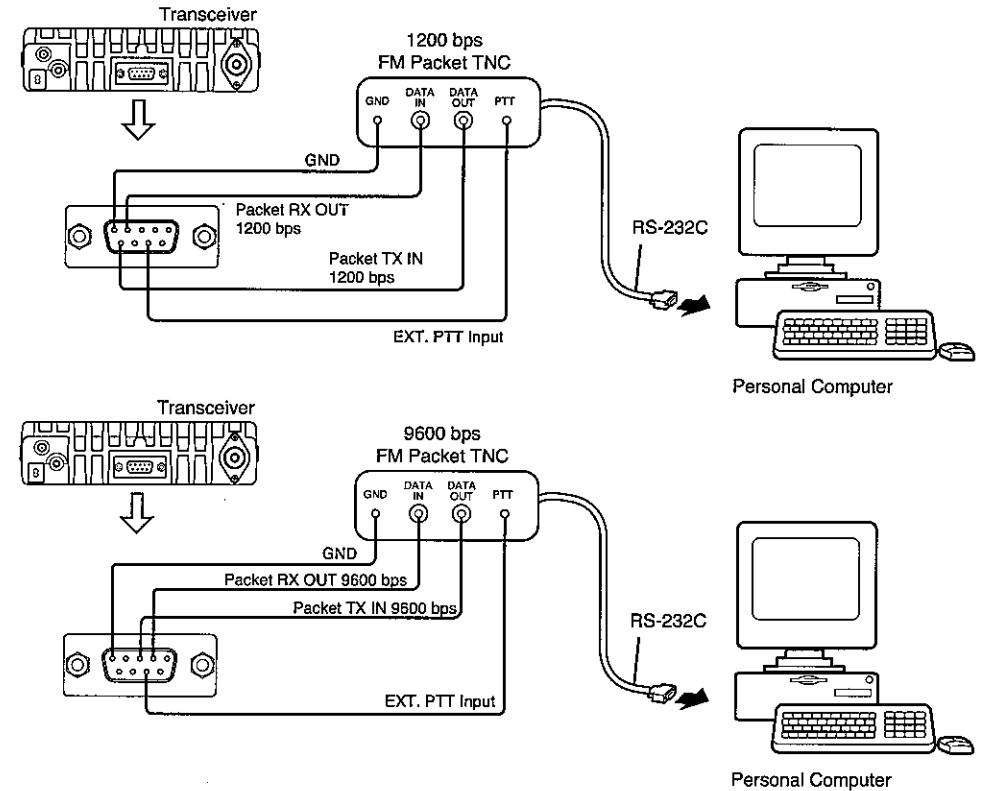 Transceiver
1200 bps
FM Packet TNC
GND
DATA
IN
DATA
OUT
PTT
GND
Packet RX OUT
1200 bps
Packet TX IN
1200 bps
EXT. PTT Input
RS-232C
Personal Computer
Transceiver
9600 bps
FM Packet TNC
GND
DATA
IN
DATA
OUT
PTT
GND
Packet RX OUT 9600 bps
Packet TX IN 9600 bps
EXT. PTT Input
RS-232C
Personal Computer